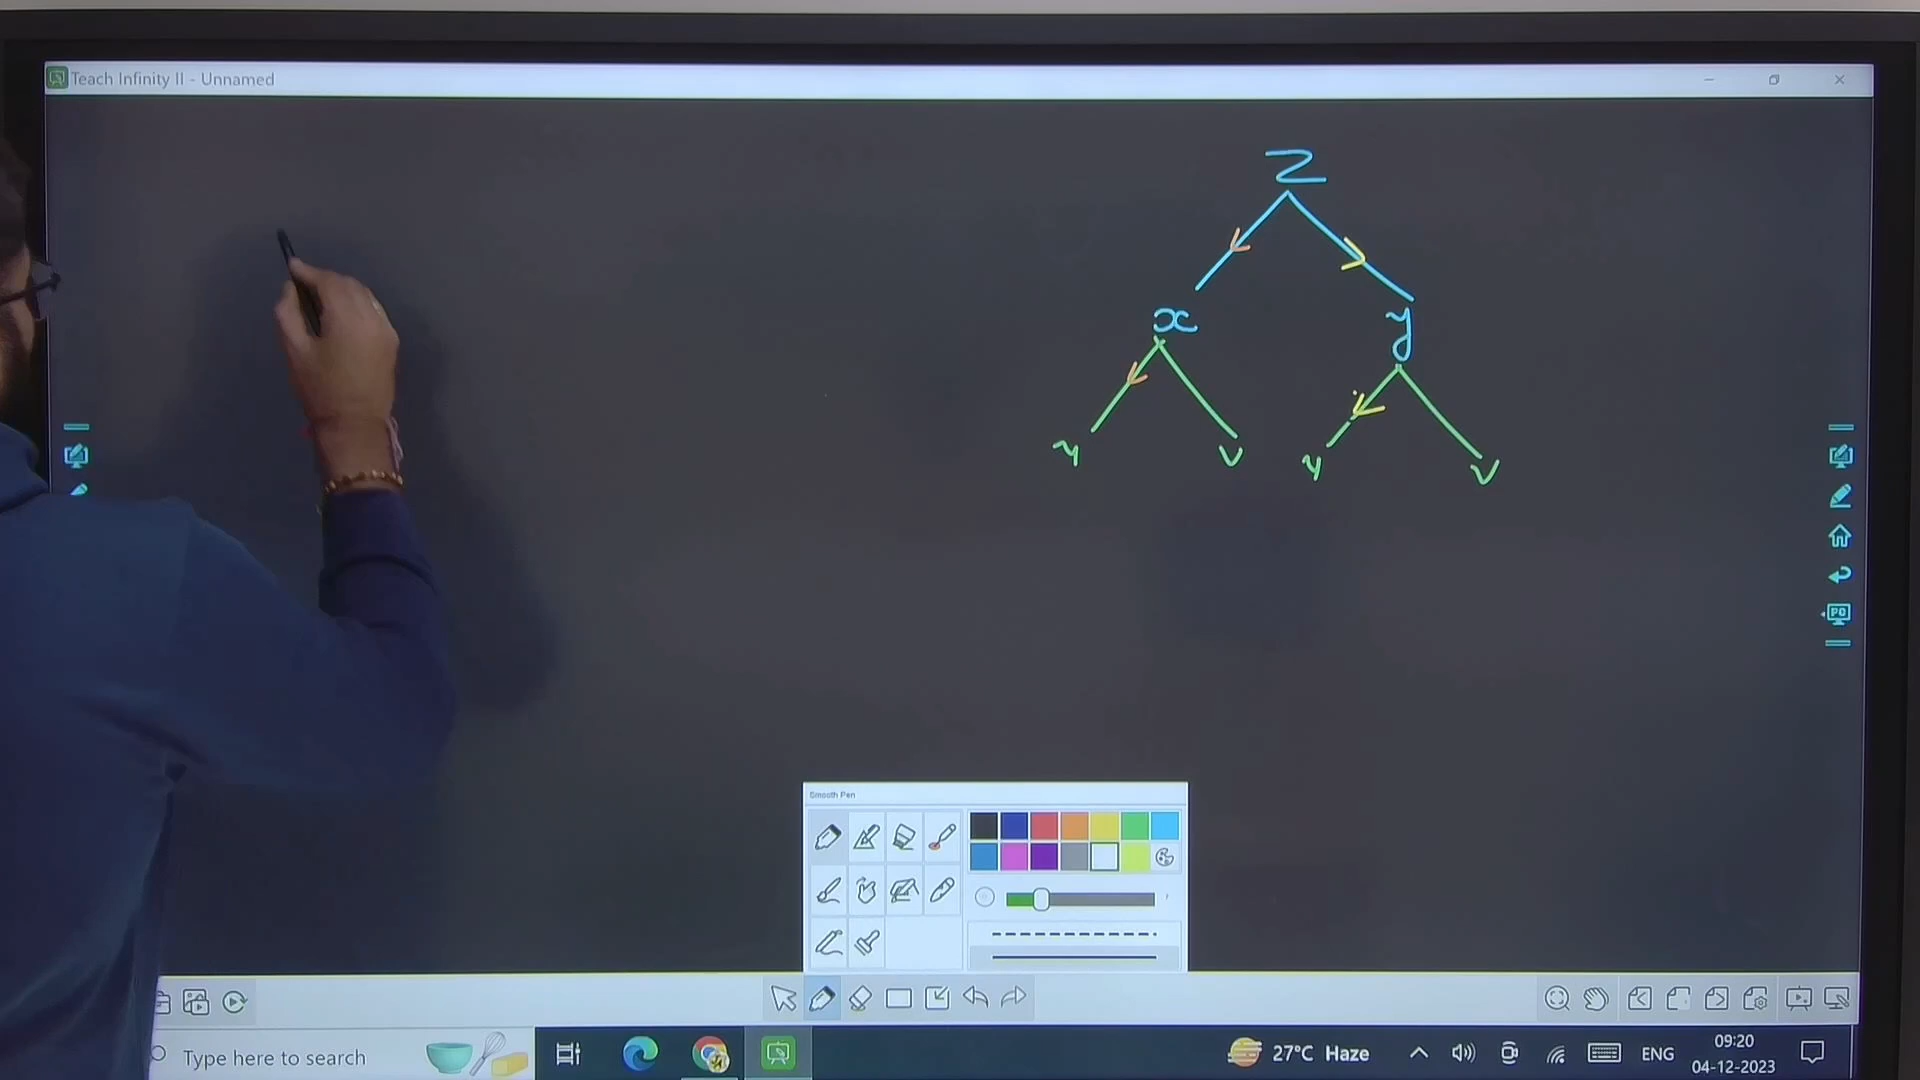 Teach Infinity II - Unnamed
Z
x y
v v
Smooth Pen
Type here to search
27°C Haze
ENG
09:20
04-12-2023